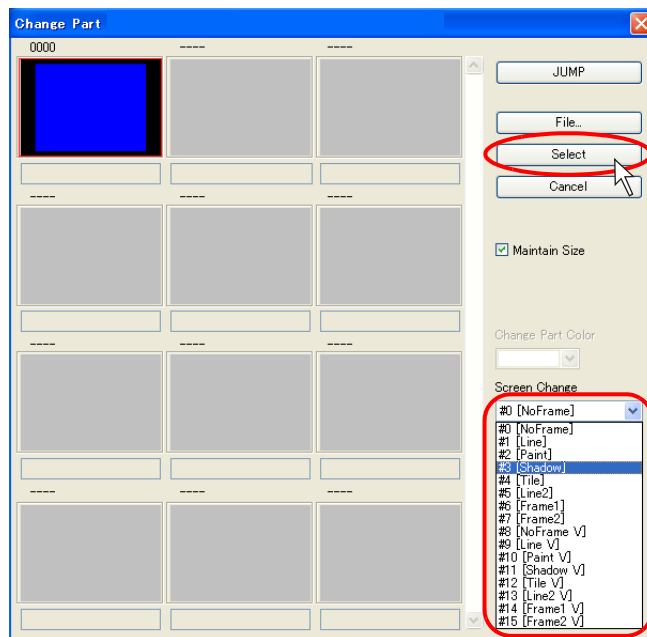 Change Part
0000 ---- ----
---- ---- ----
---- ---- ----
---- ---- ----
JUMP
File...
Select
Cancel
Maintain Size
Change Part Color
Screen Change
#0 [NoFrame]
#0 [NoFrame]
#1 [Line]
#2 [Paint]
#3 [Shadow]
#4 [Tile]
#5 [Line2]
#6 [Frame1]
#7 [Frame2]
#8 [NoFrame V]
#9 [Line V]
#10 [Paint V]
#11 [Shadow V]
#12 [Tile V]
#13 [Line2 V]
#14 [Frame1 V]
#15 [Frame2 V]